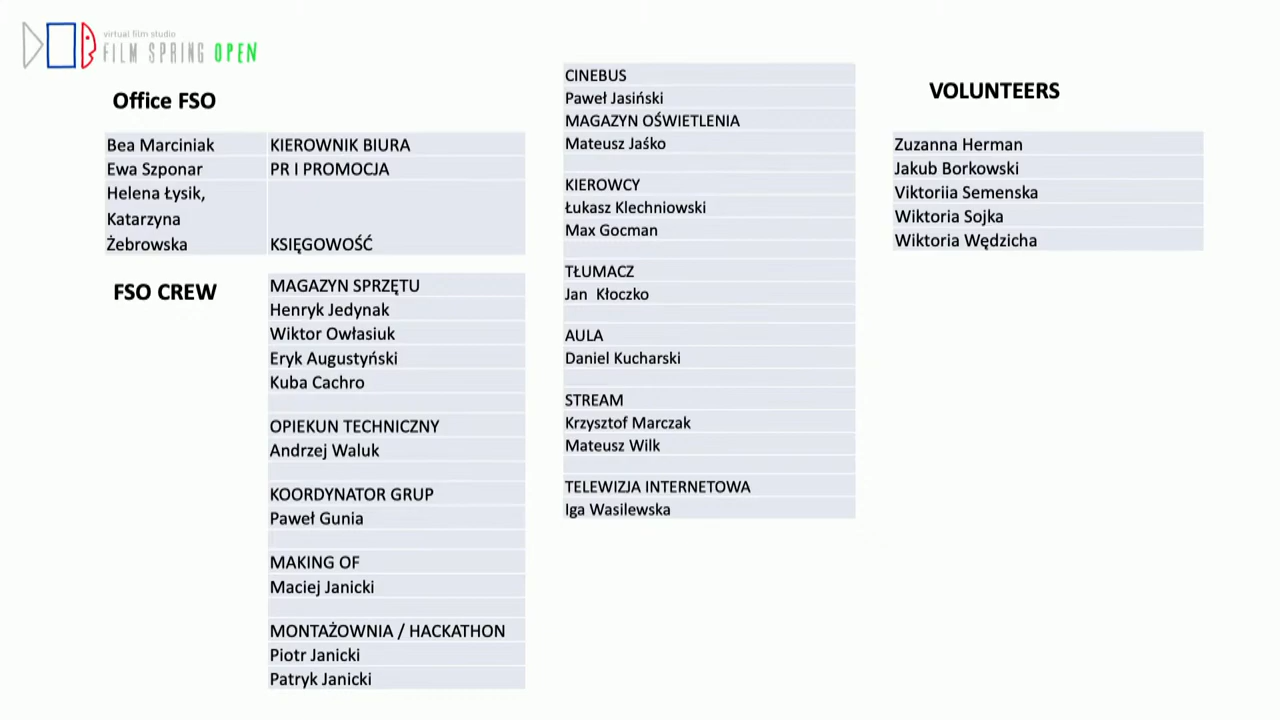 virtual film studio
FILM SPRING OPEN
Office FSO
Bea Marciniak KIEROWNIK BIURA
Ewa Szponar PR I PROMOCJA
Helena Łysik,
Katarzyna
Żebrowska KSIĘGOWOŚĆ
FSO CREW
MAGAZYN SPRZĘTU
Henryk Jedynak
Wiktor Owłasiuk
Eryk Augustyński
Kuba Cachro
OPIEKUN TECHNICZNY
Andrzej Waluk
KOORDYNATOR GRUP
Paweł Gunia
MAKING OF
Maciej Janicki
MONTAŻOWNIA / HACKATHON
Piotr Janicki
Patryk Janicki
CINEBUS
Paweł Jasiński
MAGAZYN OŚWIETLENIA
Mateusz Jaśko
KIEROWCY
Łukasz Klechniowski
Max Gocman
TŁUMACZ
Jan Kłoczko
AULA
Daniel Kucharski
STREAM
Krzysztof Marczak
Mateusz Wilk
TELEWIZJA INTERNETOWA
Iga Wasilewska
VOLUNTEERS
Zuzanna Herman
Jakub Borkowski
Viktoriia Semenska
Wiktoria Sojka
Wiktoria Wędzicha